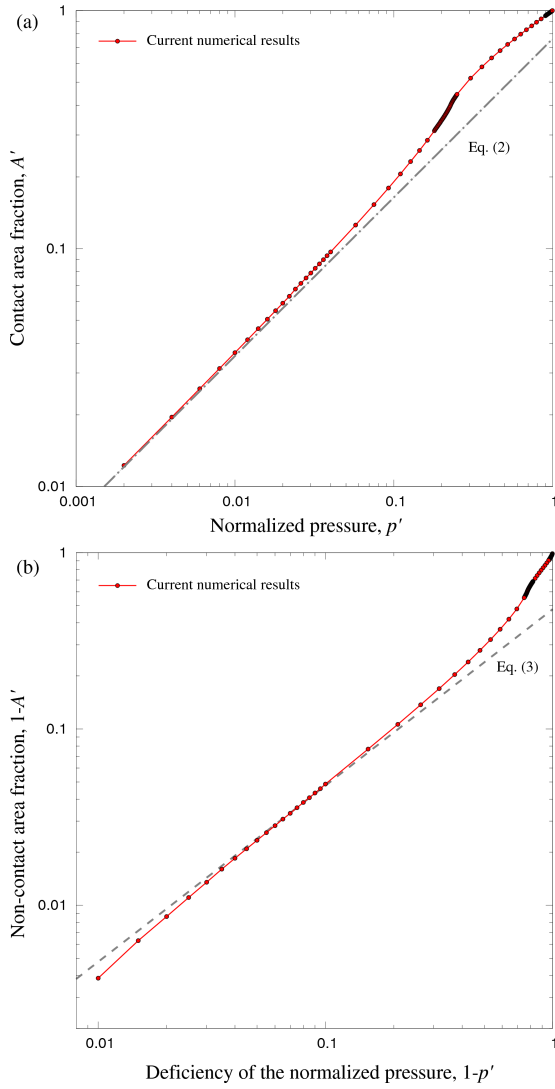 (a)
Current numerical results
Eq. (2)
Contact area fraction, A′
1
0.1
0.01
0.001
0.01
0.1
1
Normalized pressure, p′
(b)
Current numerical results
Eq. (3)
Non-contact area fraction, 1-A′
1
0.1
0.01
0.01
0.1
1
Deficiency of the normalized pressure, 1-p′